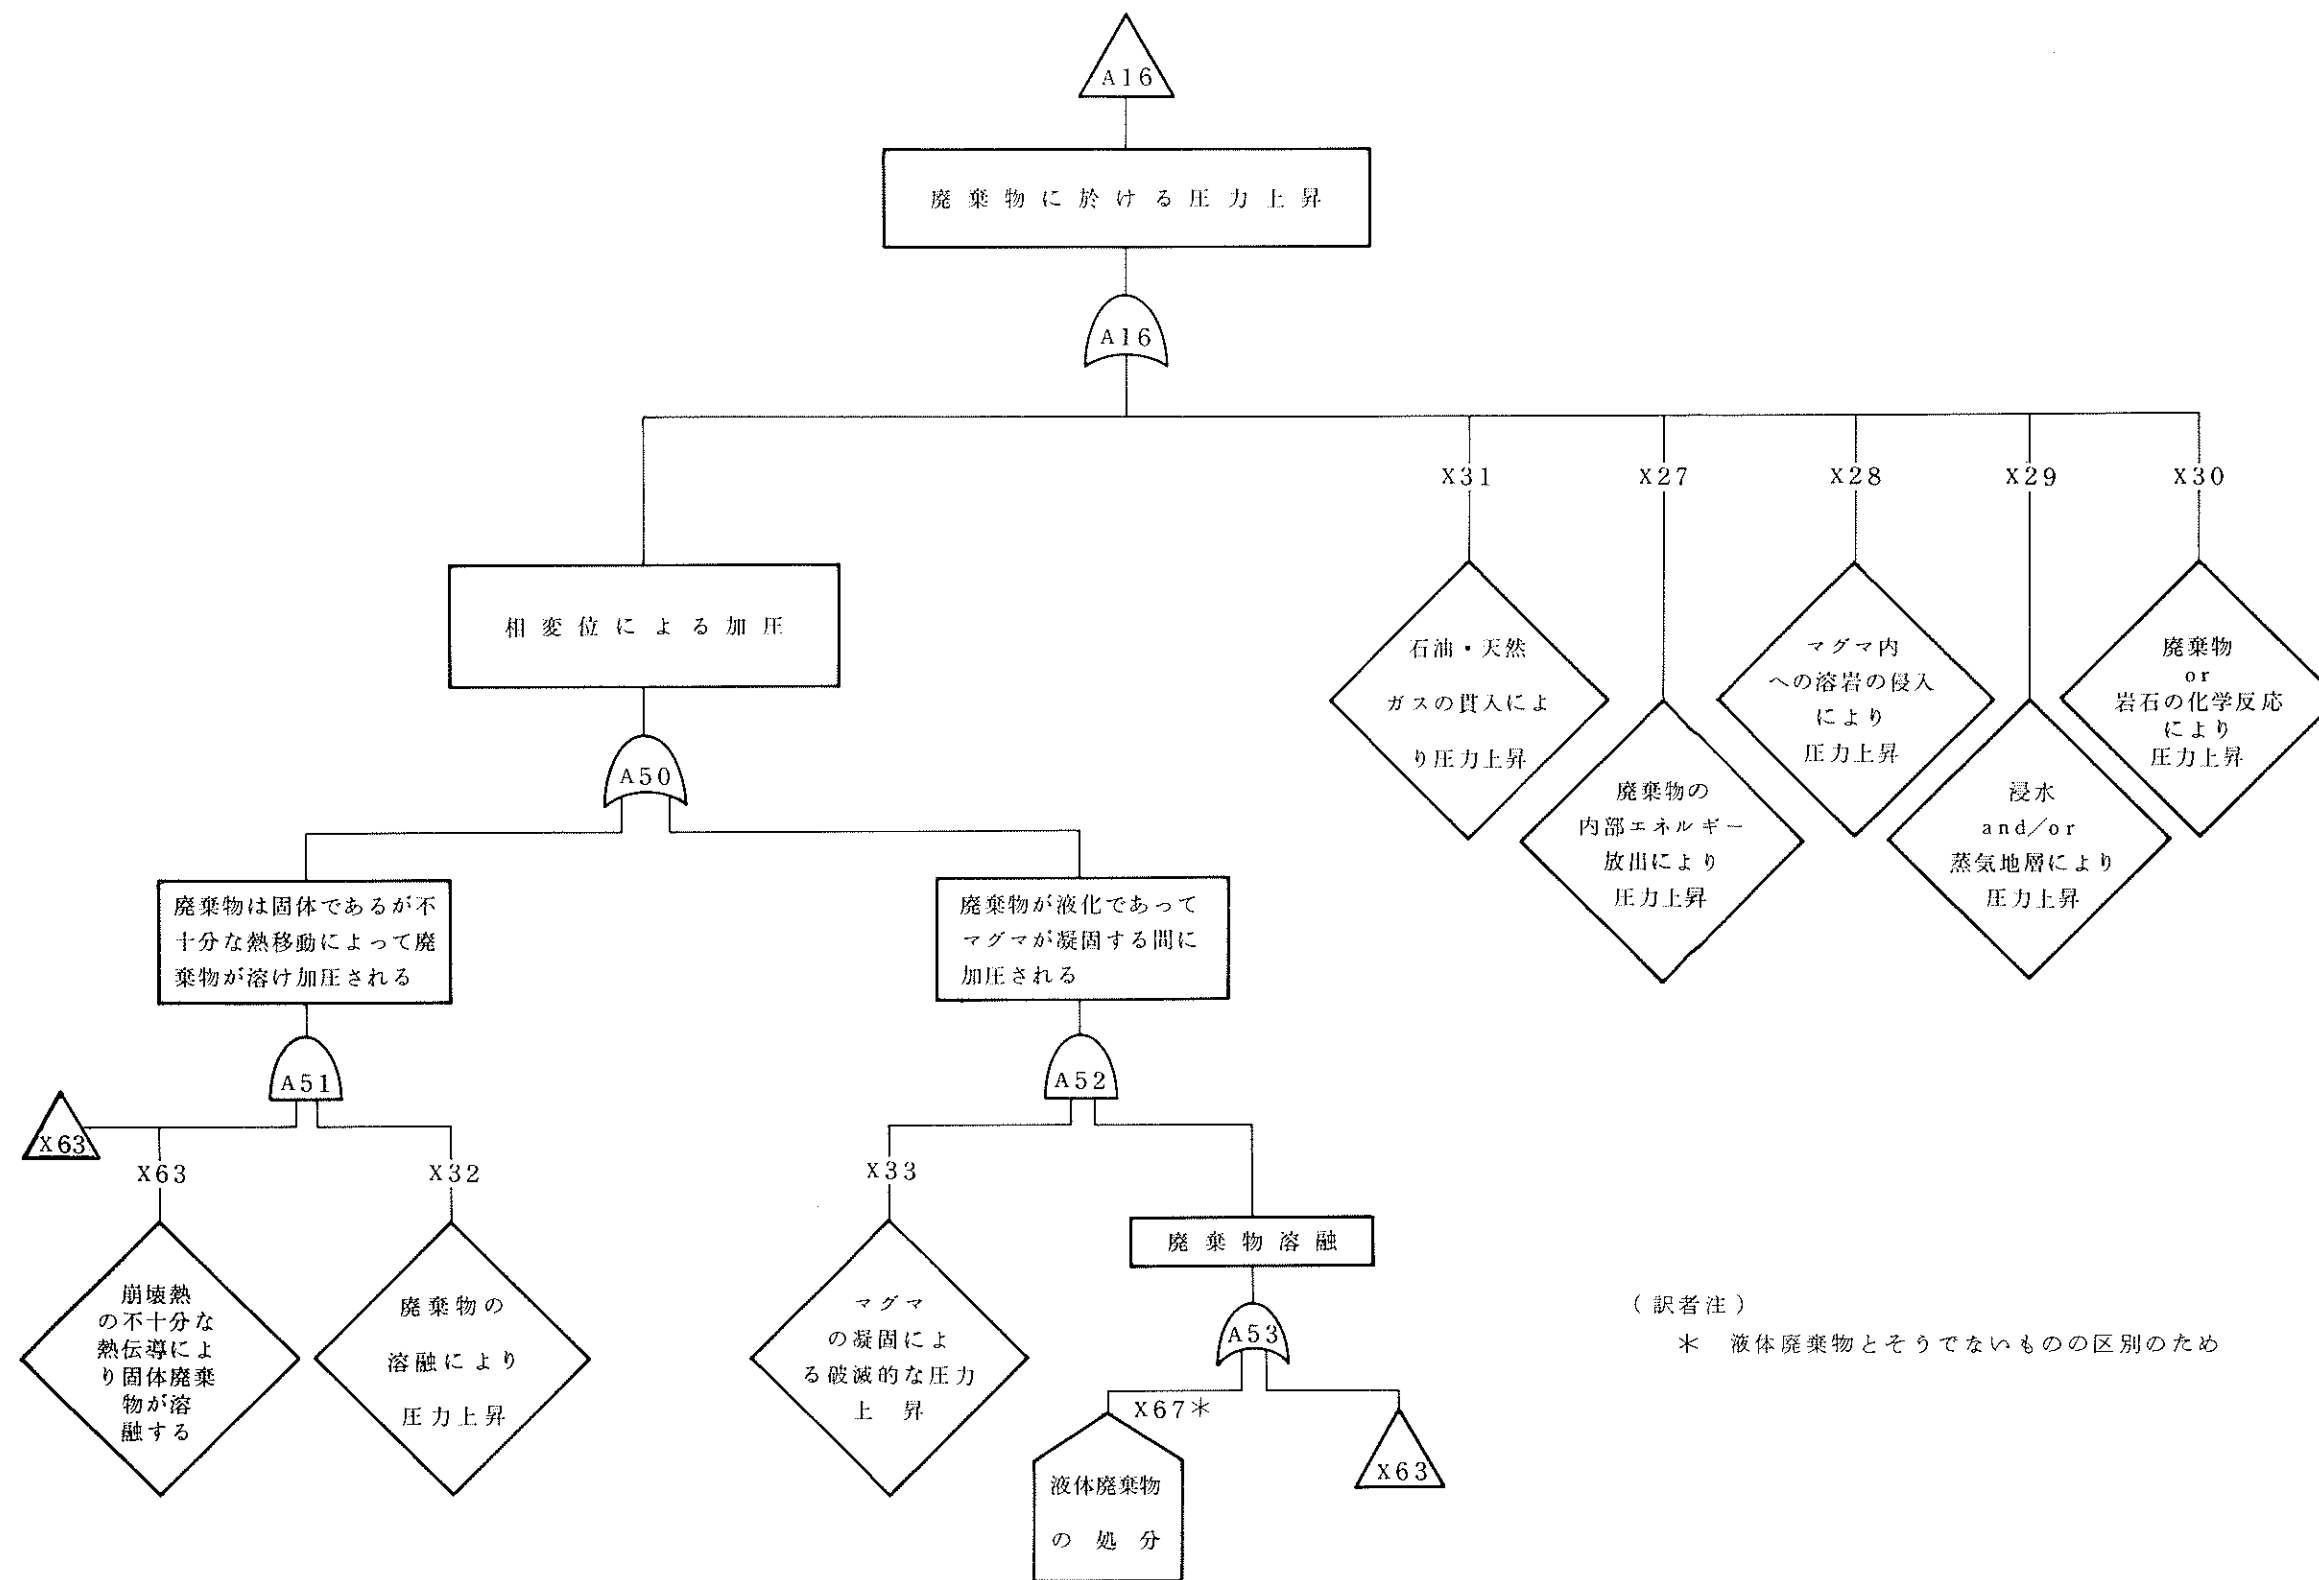 A16
廃棄物に於ける圧力上昇
A16
X31
X27
X28
X29
X30
相変位による加圧
石油・天然
ガスの貫入によ
り圧力上昇
廃棄物の
内部エネルギー
放出により
圧力上昇
マグマ内
への溶岩の侵入
により
圧力上昇
浸水
and/or
蒸気地層により
圧力上昇
廃棄物
or
岩石の化学反応
により
圧力上昇
A50
廃棄物は固体であるが不
十分な熱移動によって廃
棄物が溶け加圧される
廃棄物が液化であって
マグマが凝固する間に
加圧される
A51
A52
X63
X63
X32
X33
崩壊熱
の不十分な
熱伝導によ
り固体廃棄
物が溶
融する
廃棄物の
溶融により
圧力上昇
マグマ
の凝固によ
る破滅的な圧力
上昇
廃棄物溶融
A53
X67*
液体廃棄物
の処分
X63
(訳者注)
* 液体廃棄物とそうでないものの区別のため